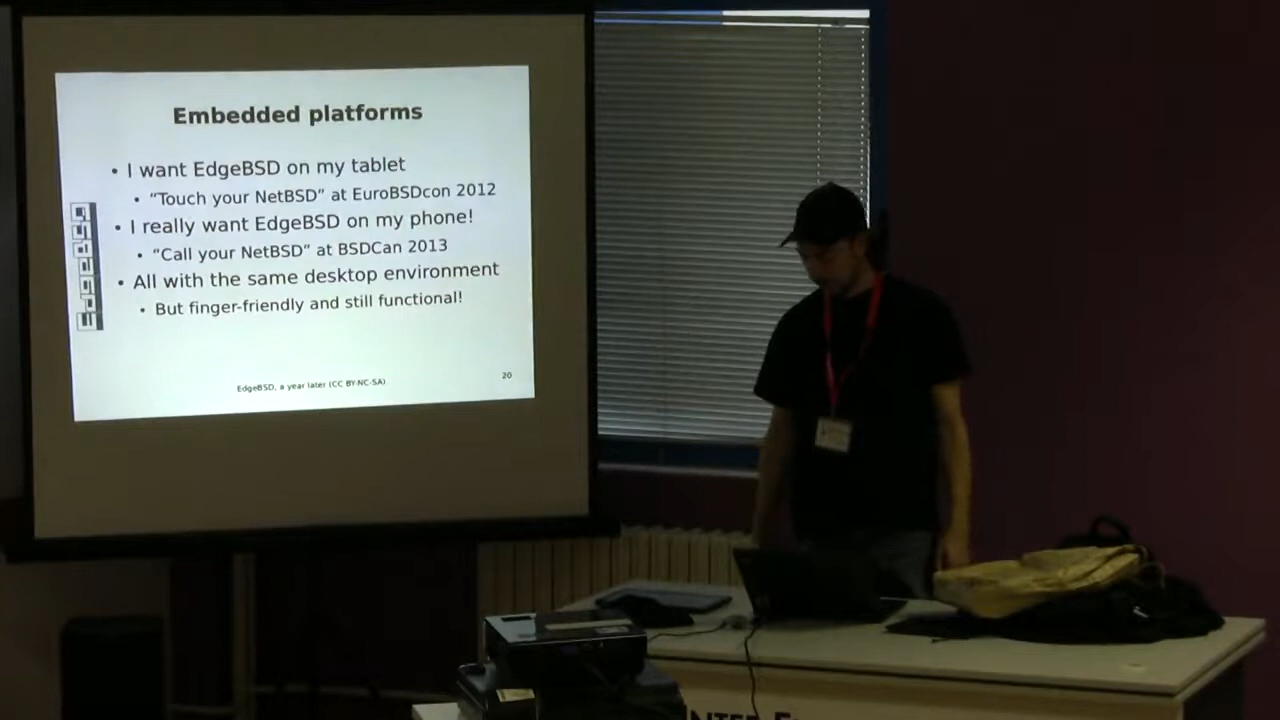 Embedded platforms
• I want EdgeBSD on my tablet
• “Touch your NetBSD” at EuroBSDcon 2012
• I really want EdgeBSD on my phone!
• “Call your NetBSD” at BSDCan 2013
• All with the same desktop environment
• But finger-friendly and still functional!
EdgeBSD, a year later (CC BY-NC-SA)
20